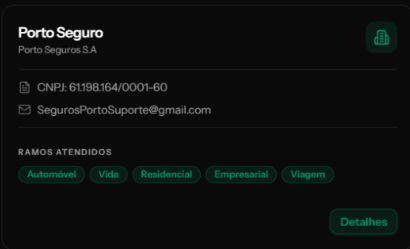 Porto Seguro
Porto Seguros S.A
CNPJ: 61.198.164/0001-60
SegurosPortoSuporte@gmail.com
RAMOS ATENDIDOS
Automóvel Vida Residencial Empresarial Viagem
Detalhes